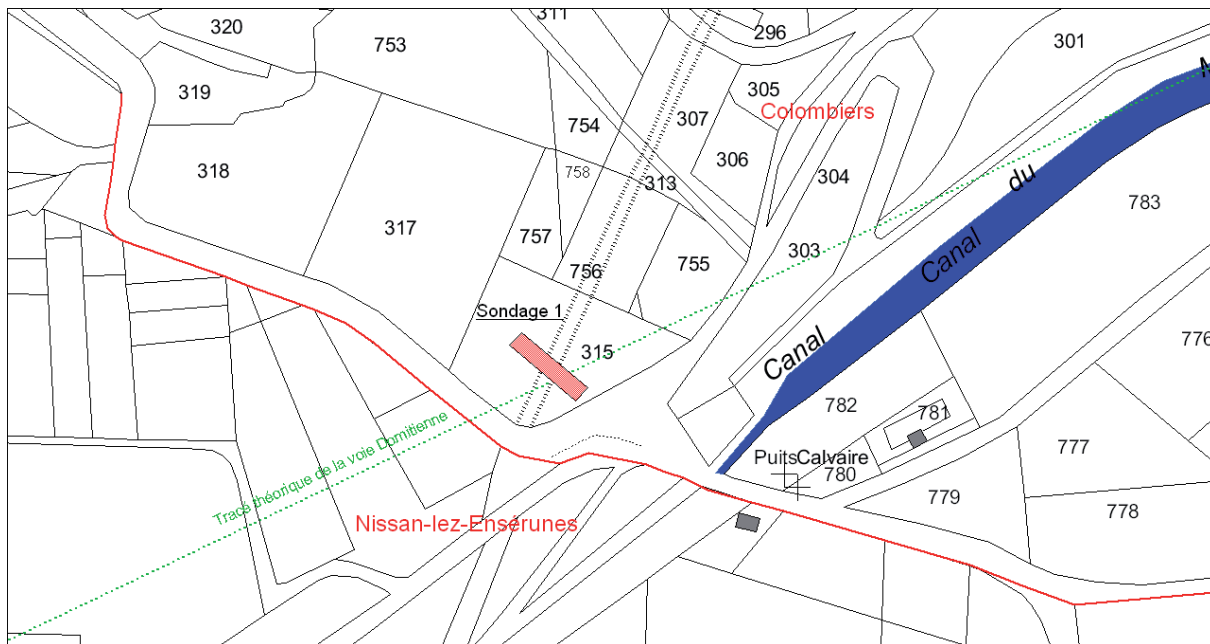 320
753
311
296
301
M
319
305
Colombiers
754
307
306
318
758
313
304
du
783
317
757
756
755
303
Canal
Sondage 1
315
Canal
776
782
781
Tracé théorique de la voie Domitienne
777
Puits
Calvaire
780
779
778
Nissan-lez-Ensérunes